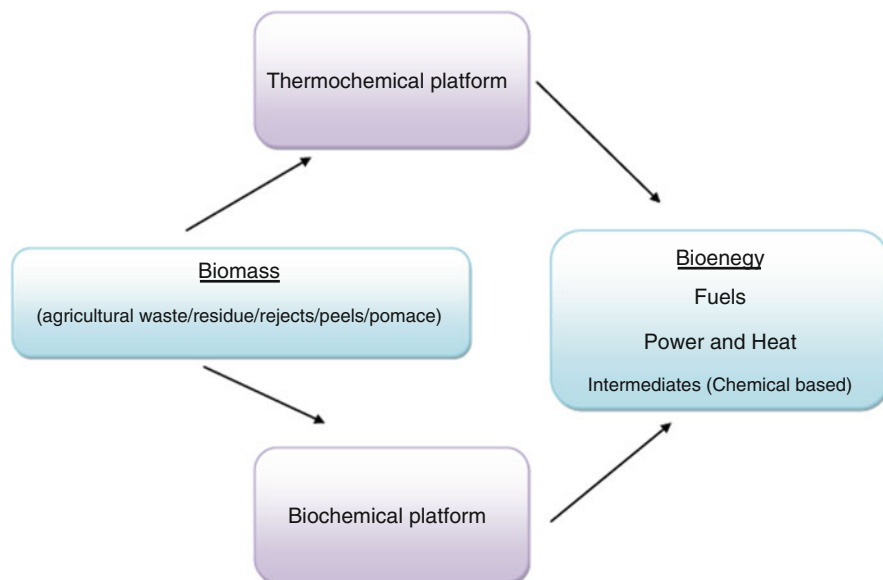 Thermochemical platform
Biomass
(agricultural waste/residue/rejects/peels/pomace)
Bioenegy
Fuels
Power and Heat
Intermediates (Chemical based)
Biochemical platform